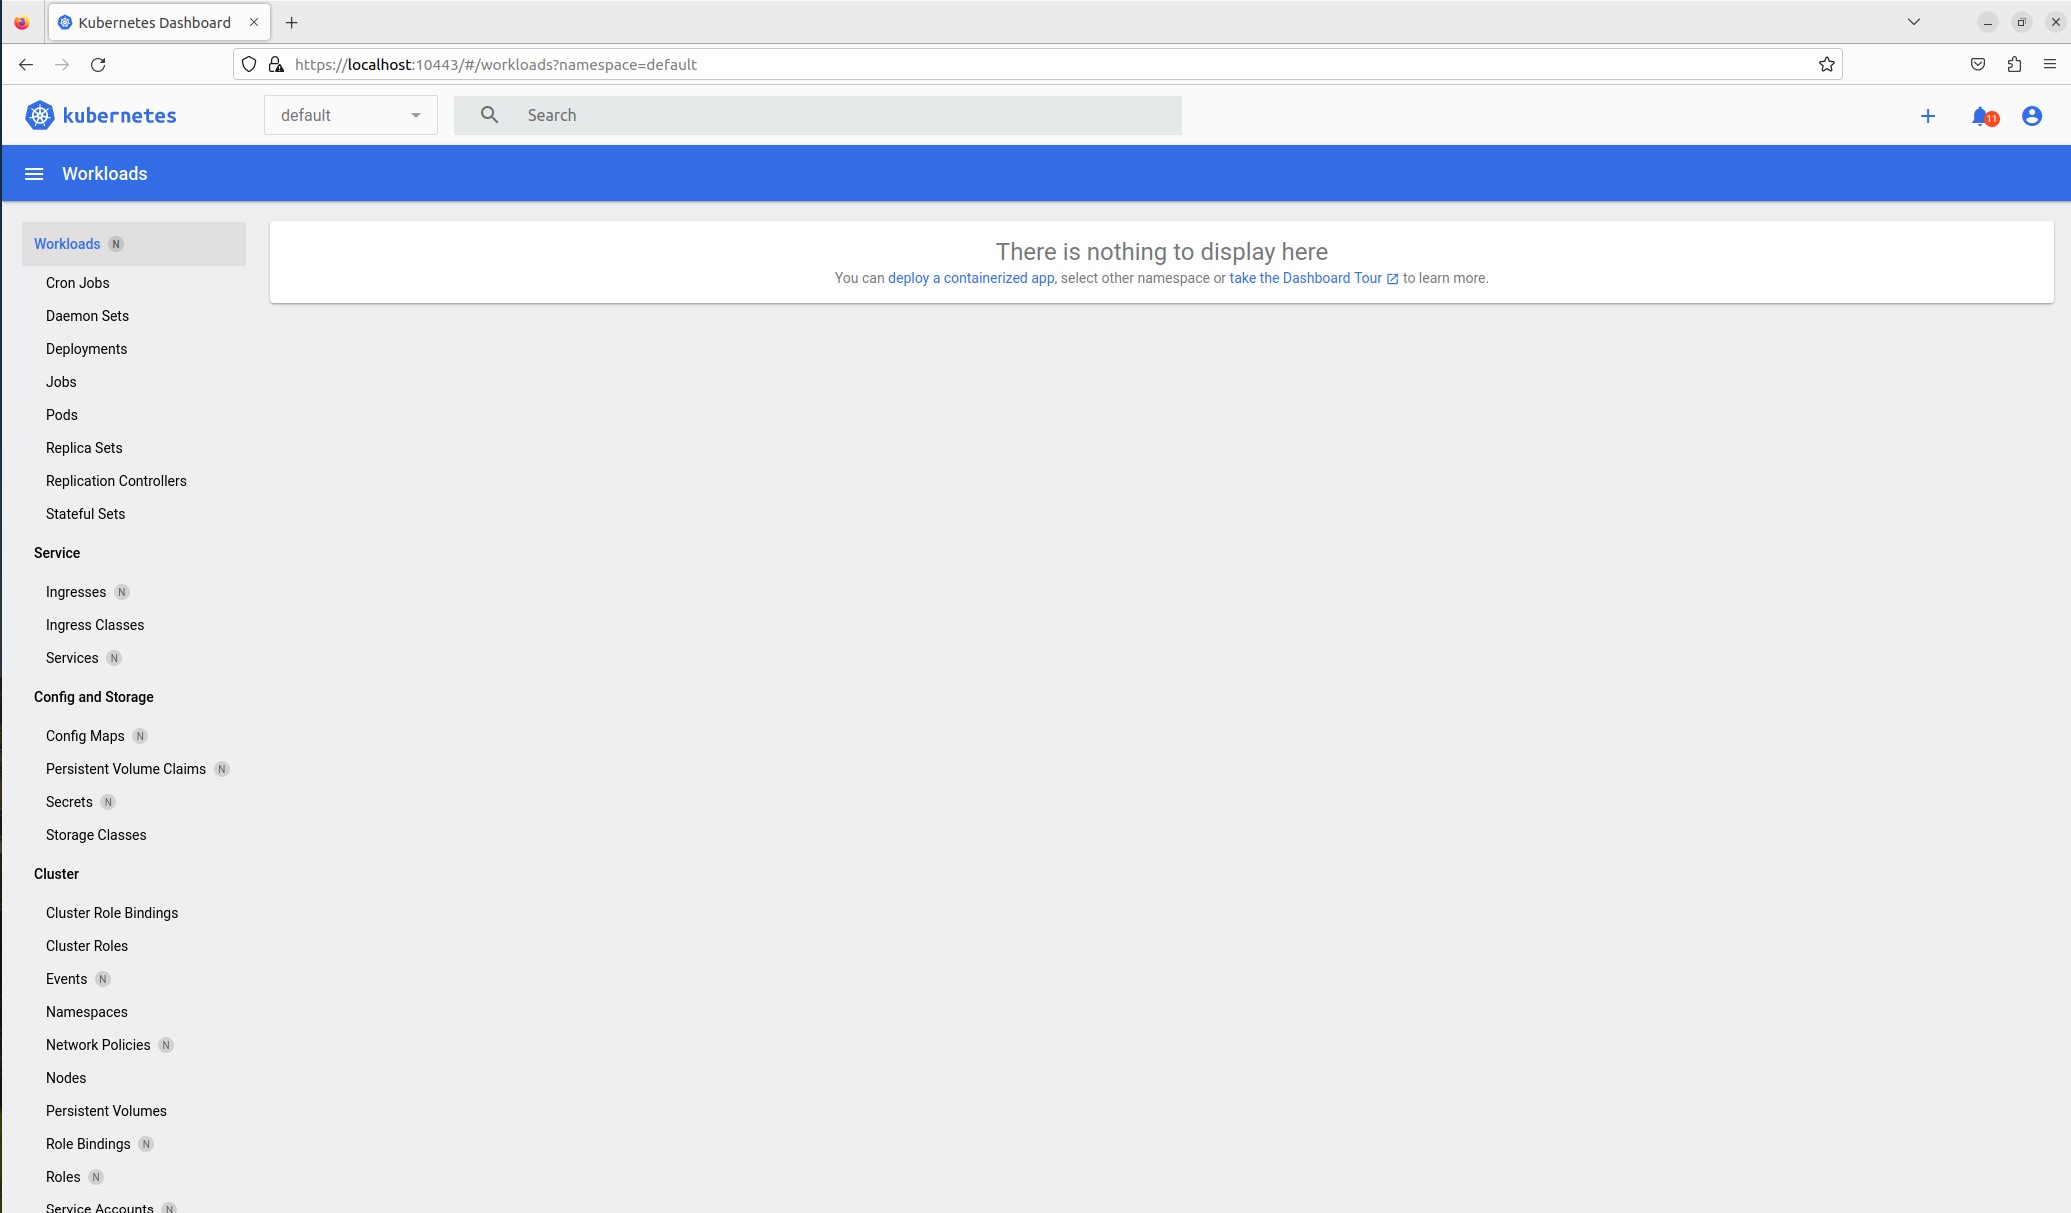 Kubernetes Dashboard
https://localhost:10443/#/workloads?namespace=default
kubernetes
default
Search
11
Workloads
Workloads N
Cron Jobs
Daemon Sets
Deployments
Jobs
Pods
Replica Sets
Replication Controllers
Stateful Sets
Service
Ingresses N
Ingress Classes
Services N
Config and Storage
Config Maps N
Persistent Volume Claims N
Secrets N
Storage Classes
Cluster
Cluster Role Bindings
Cluster Roles
Events N
Namespaces
Network Policies N
Nodes
Persistent Volumes
Role Bindings N
Roles N
Service Accounts N
There is nothing to display here
You can deploy a containerized app, select other namespace or take the Dashboard Tour to learn more.